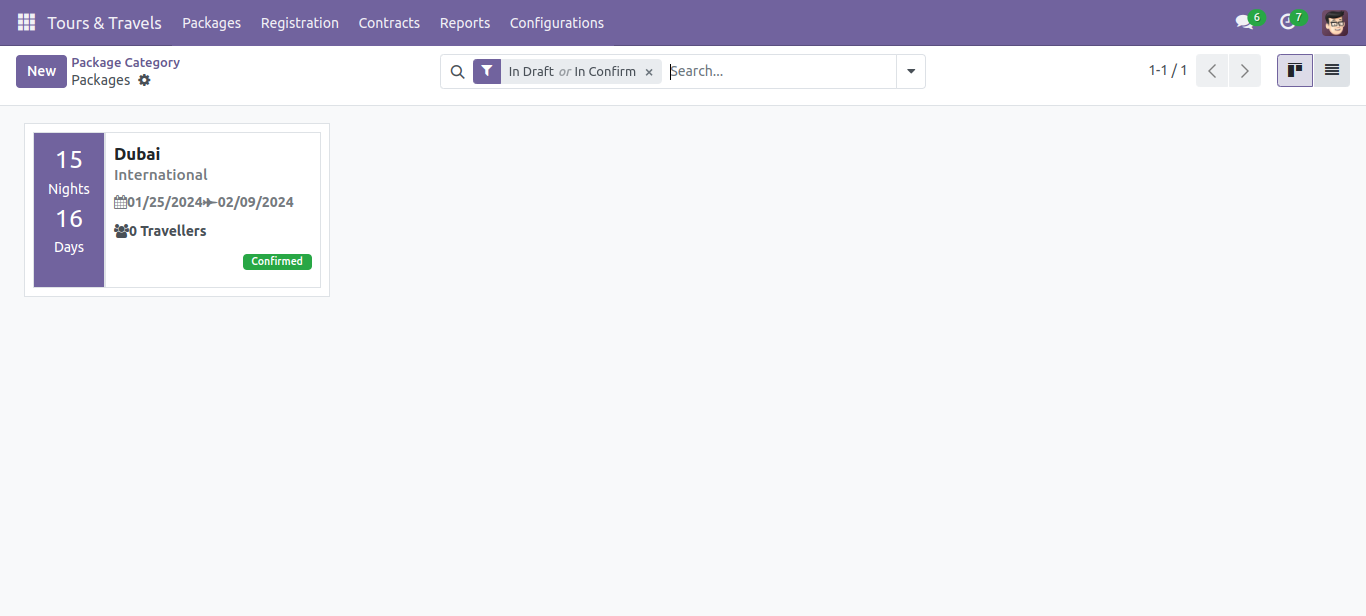 Tours & Travels Packages Registration Contracts Reports Configurations 6 7
New Package Category
Packages
In Draft or In Confirm × Search...
1-1 / 1
15
Nights
16
Days
Dubai
International
01/25/2024 02/09/2024
0 Travellers
Confirmed